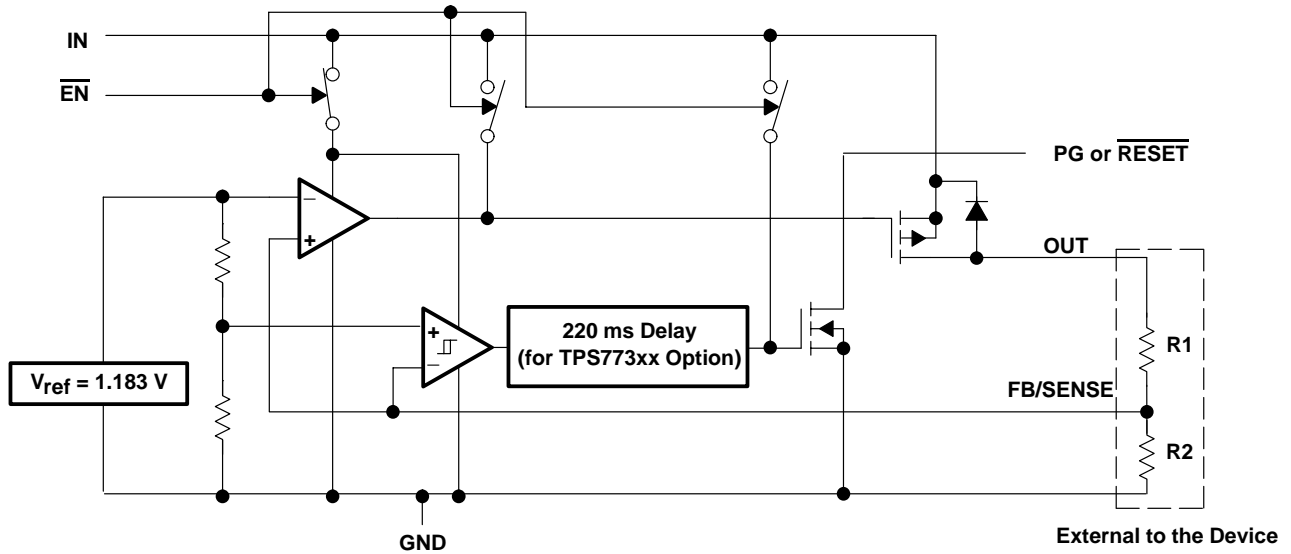 IN
EN
PG or RESET
−
+
OUT
+
−
220 ms Delay
(for TPS773xx Option)
R1
Vref = 1.183 V
FB/SENSE
R2
GND
External to the Device